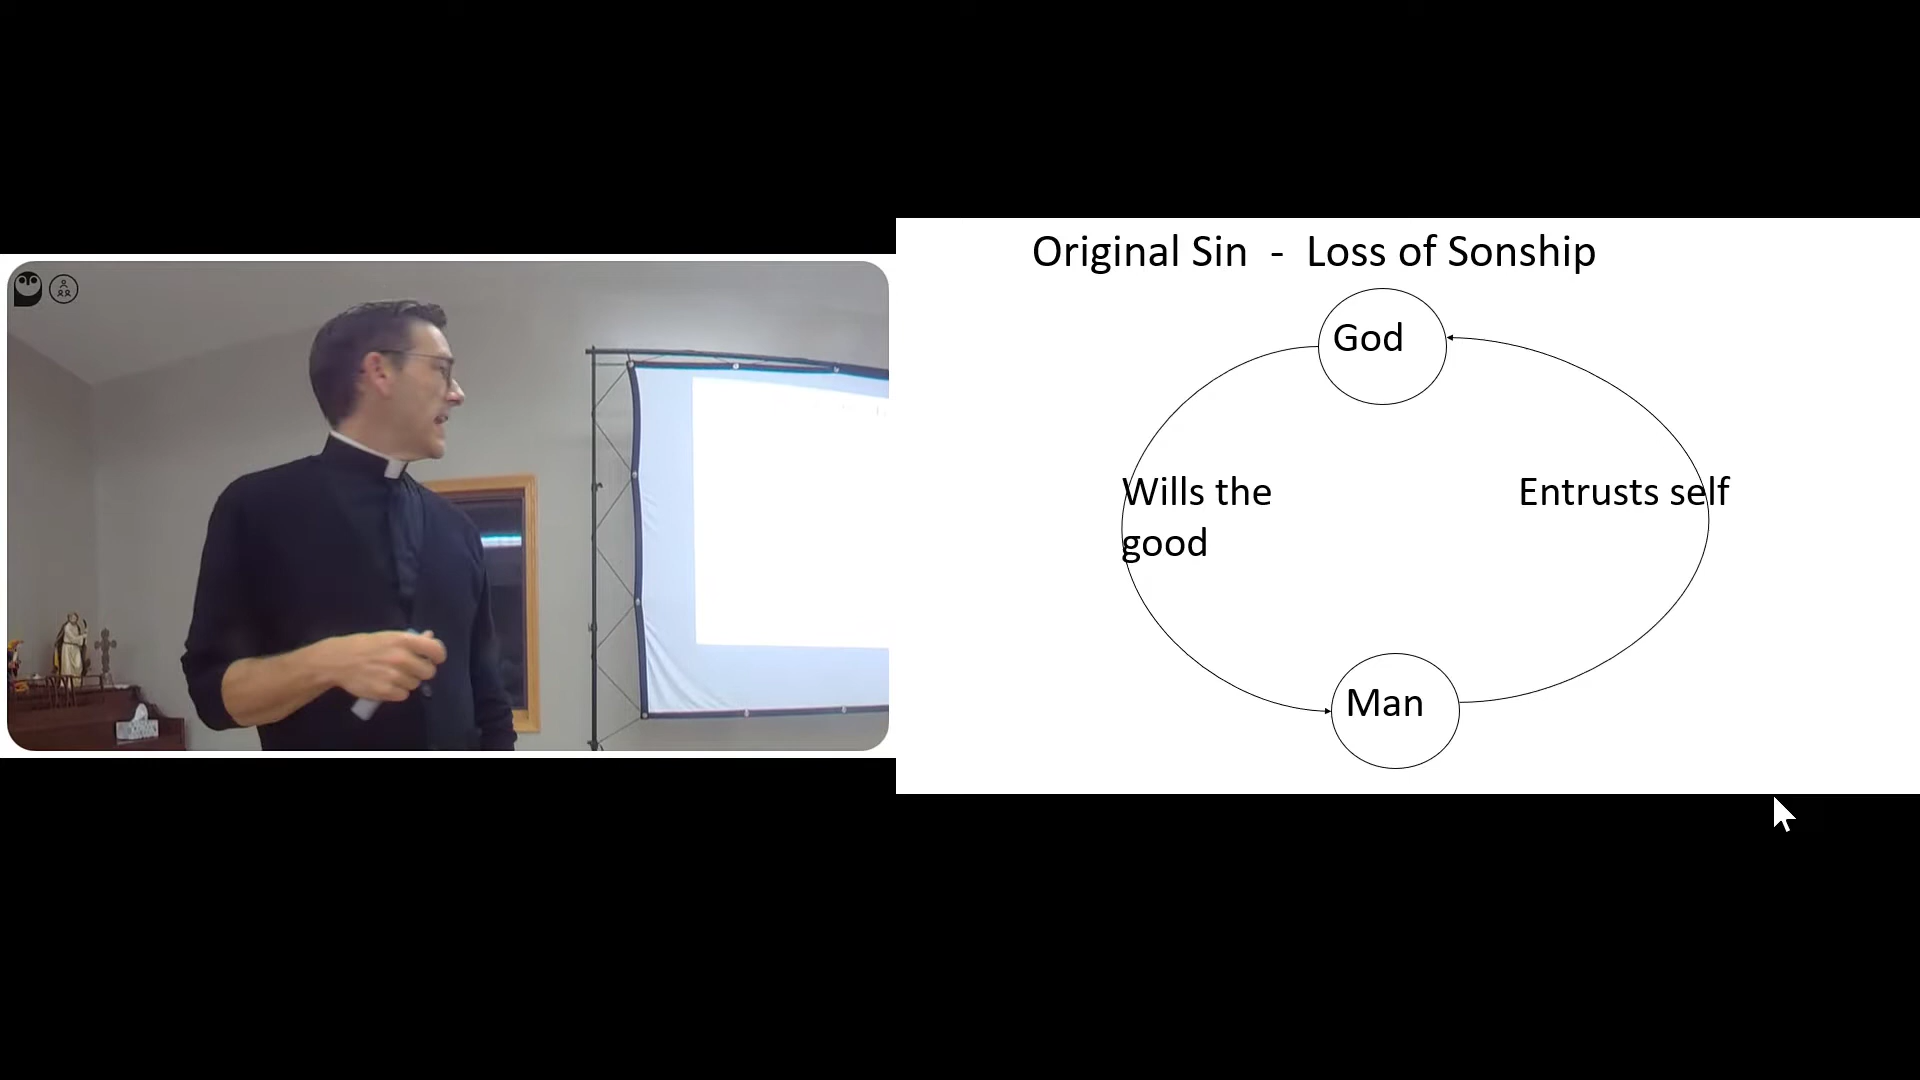 Original Sin - Loss of Sonship
God
Wills the
good
Entrusts self
Man